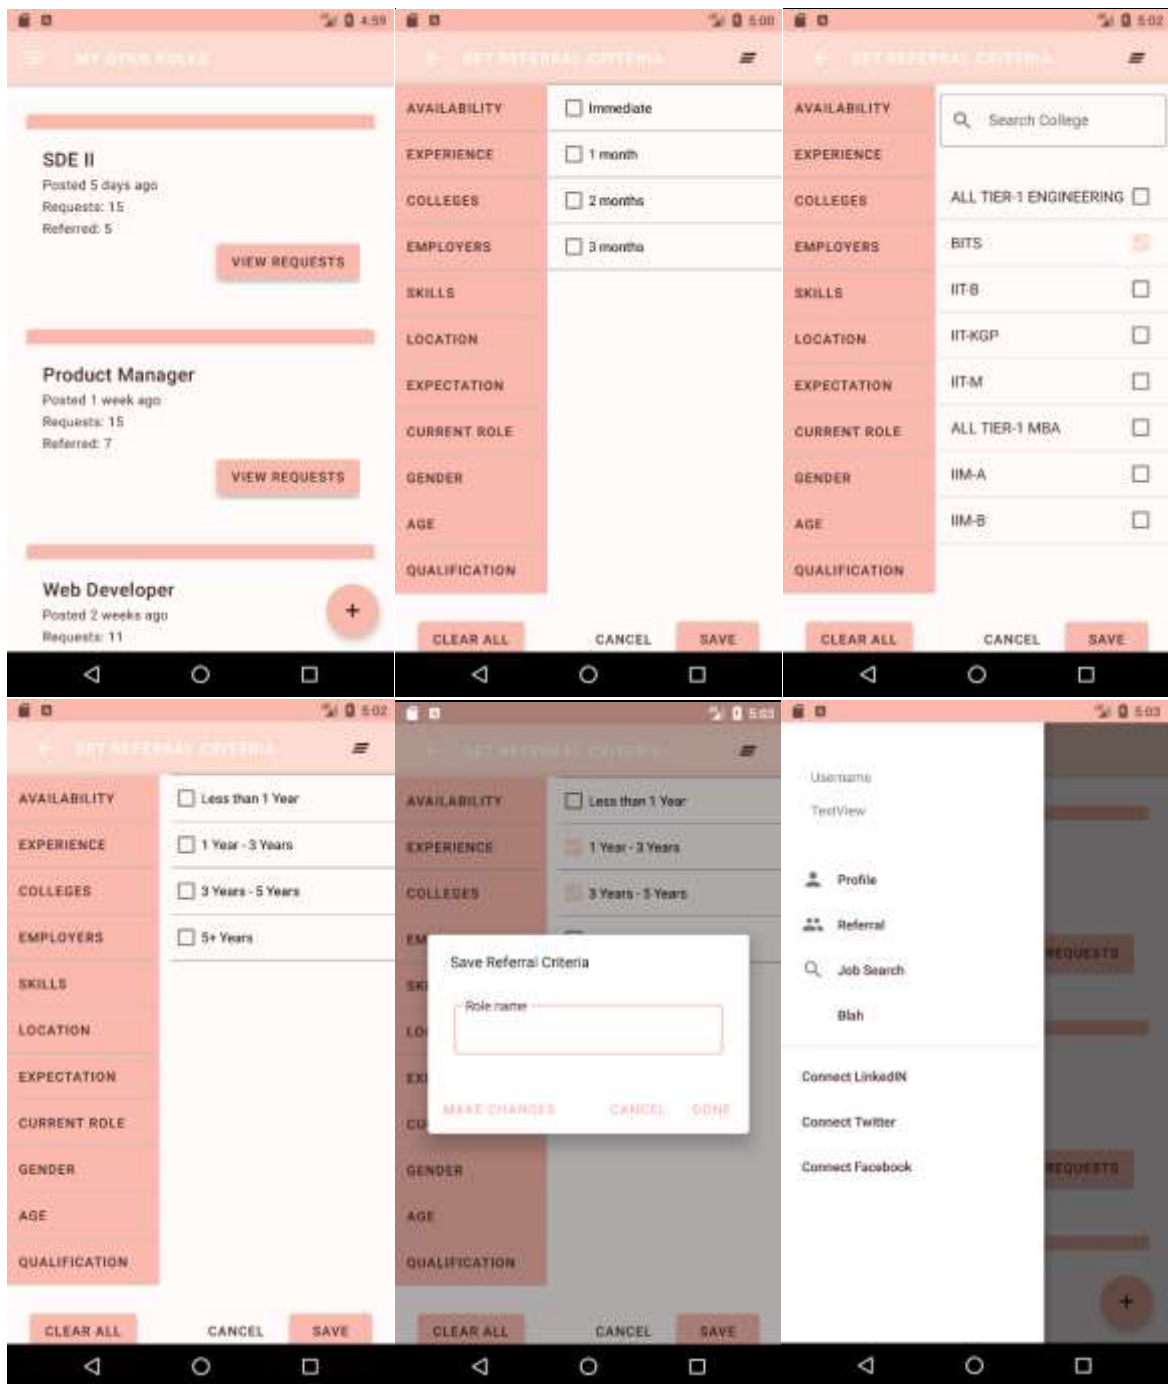 4:59
MY OPEN ROLES
SDE II
Posted 5 days ago
Requests: 15
Referred: 5
VIEW REQUESTS
Product Manager
Posted 1 week ago
Requests: 15
Referred: 7
VIEW REQUESTS
Web Developer
Posted 2 weeks ago
Requests: 11
+
5:00
SET REFERRAL CRITERIA
AVAILABILITY
EXPERIENCE
COLLEGES
EMPLOYERS
SKILLS
LOCATION
EXPECTATION
CURRENT ROLE
GENDER
AGE
QUALIFICATION
Immediate
1 month
2 months
3 months
CLEAR ALL
CANCEL
SAVE
5:02
SET REFERRAL CRITERIA
AVAILABILITY
EXPERIENCE
COLLEGES
EMPLOYERS
SKILLS
LOCATION
EXPECTATION
CURRENT ROLE
GENDER
AGE
QUALIFICATION
Search College
ALL TIER-1 ENGINEERING
BITS
IIT-B
IIT-KGP
IIT-M
ALL TIER-1 MBA
IIM-A
IIM-B
CLEAR ALL
CANCEL
SAVE
5:02
SET REFERRAL CRITERIA
AVAILABILITY
EXPERIENCE
COLLEGES
EMPLOYERS
SKILLS
LOCATION
EXPECTATION
CURRENT ROLE
GENDER
AGE
QUALIFICATION
Less than 1 Year
1 Year - 3 Years
3 Years - 5 Years
5+ Years
CLEAR ALL
CANCEL
SAVE
5:03
SET REFERRAL CRITERIA
AVAILABILITY
EXPERIENCE
COLLEGES
EM
SK
LO
EX
CU
GENDER
AGE
QUALIFICATION
Less than 1 Year
1 Year - 3 Years
3 Years - 5 Years
Save Referral Criteria
Role name
MAKE CHANGES
CANCEL
DONE
CLEAR ALL
CANCEL
SAVE
5:03
Username
TextView
Profile
Referral
Job Search
Blah
Connect LinkedIN
Connect Twitter
Connect Facebook
REQUESTS
REQUESTS
+